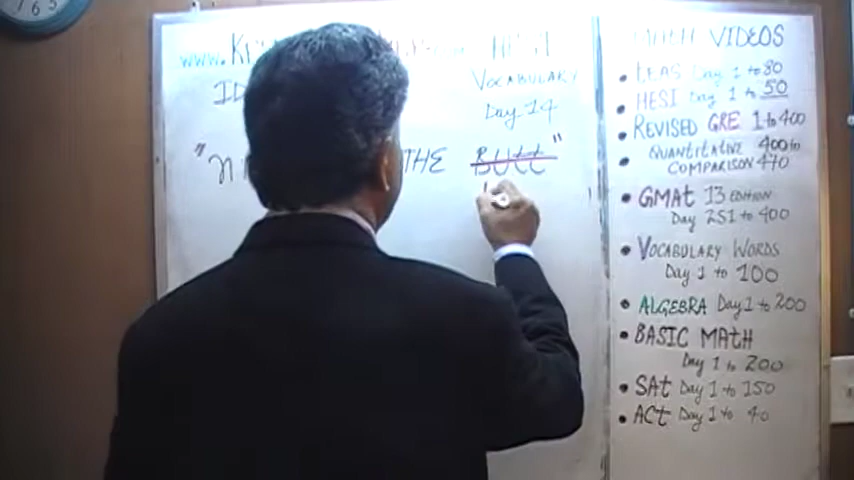 www.
HESI
VOCABULARY
Day 14
THE BUTT"
MATH VIDEOS
LEAS Day 1 to 80
HESI Day 1 to 50
REVISED GRE 1 to 400
QUANTITATIVE 400 to
COMPARISON 470
GMAT 13 EDITION
Day 251 to 400
VOCABULARY WORDS
Day 1 to 100
ALGEBRA Day 1 to 200
BASIC MATH
Day 1 to 200
SAT Day 1 to 150
ACT Day 1 to 40